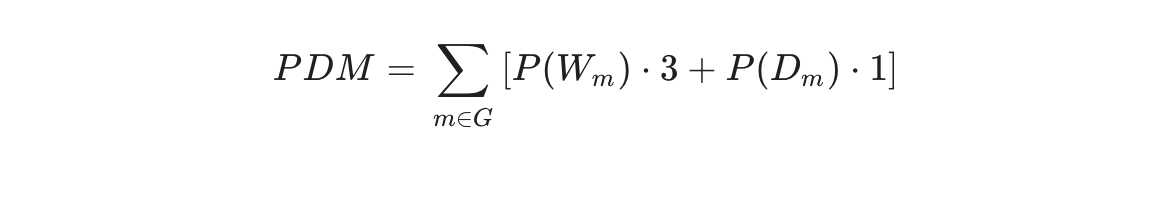 PDM = ∑_{m∈G} [P(W_m) · 3 + P(D_m) · 1]